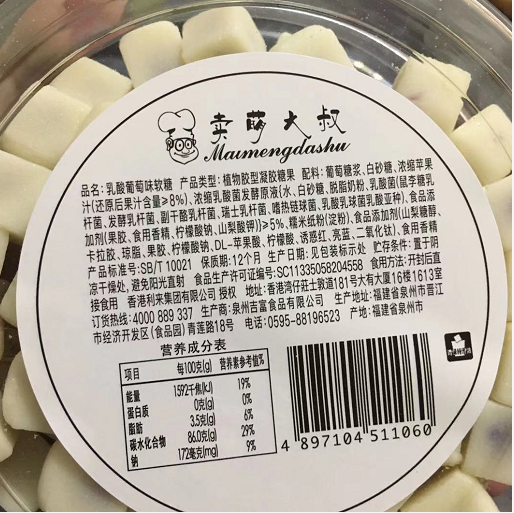 卖萌大叔
Maimengdashu
品名:乳酸葡萄味软糖 产品类型:植物胶型凝胶糖果 配料:葡萄糖浆、白砂糖、浓缩苹果
汁(还原后果汁含量≥8%)、浓缩乳酸菌发酵原液{水、白砂糖、脱脂奶粉、乳酸菌(鼠李糖乳
杆菌、发酵乳杆菌、副干酪乳杆菌、瑞士乳杆菌、嗜热链球菌、乳酸乳球菌乳酸亚种)、食品添
加剂(果胶、食用香精、柠檬酸钠、山梨酸钾)}≥5%、糯米纸粉(淀粉)、食品添加剂(山梨糖醇、
卡拉胶、琼脂、果胶、柠檬酸钠、DL-苹果酸、柠檬酸、诱惑红、亮蓝、二氧化钛)、食用香精
产品标准号:SB/T 10021 保质期:12个月 生产日期:见包装标示处 贮存条件:置于阴
凉干燥处,避免阳光直射 食品生产许可证编号:SC11335058204558 食用方法:开封后直
接食用 香港利来集团有限公司 授权 地址:香港湾仔庄士敦道181号大有大厦16楼1613室
订货热线:4000 889 337 生产商:泉州吉富食品有限公司 生产地址:福建省泉州市晋江
市经济开发区(食品园)青莲路18号 电话:0595-88196523 产地:福建省泉州市
营养成分表
项目 每100克(g) 营养素参考值%
能量 1592千焦(kJ) 19%
蛋白质 0克(g) 0%
脂肪 3.5克(g) 6%
碳水化合物 86.0克(g) 29%
钠 172毫克(mg) 9%
4 897104 511060